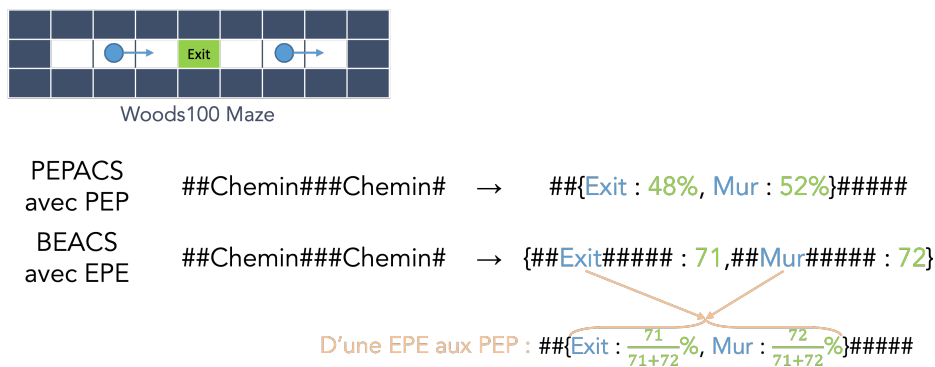 Exit
Woods100 Maze
PEPACS
avec PEP
##Chemin###Chemin# → ##{Exit : 48%, Mur : 52%}#####
BEACS
avec EPE
##Chemin###Chemin# → {##Exit##### : 71,##Mur##### : 72}
D'une EPE aux PEP : ##{Exit : 71/71+72%, Mur : 72/71+72%}#####